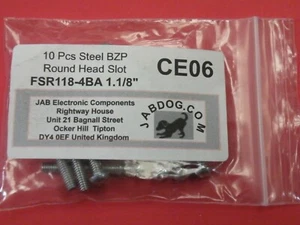 10 Pcs Steel BZP
Round Head Slot
FSR118-4BA 1.1/8"
CE06
JAB Electronic Components
Rightway House
Unit 21 Bagnall Street
Ocker Hill Tipton
DY4 0EF United Kingdom
JABDOG.COM